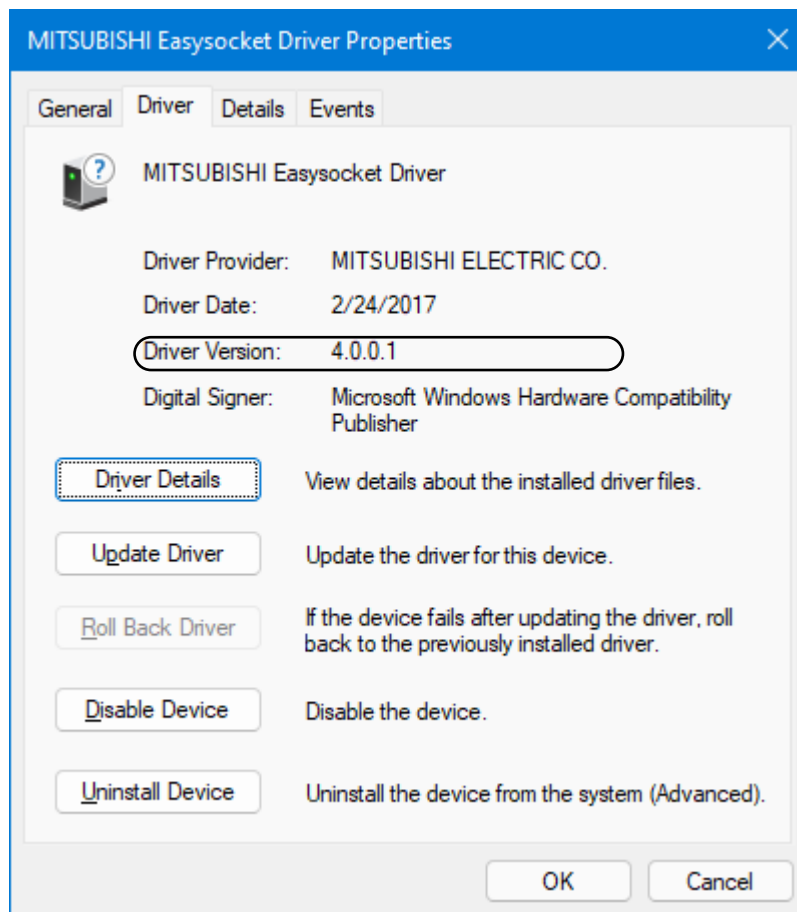 MITSUBISHI Easysocket Driver Properties
General Driver Details Events
?
MITSUBISHI Easysocket Driver
Driver Provider: MITSUBISHI ELECTRIC CO.
Driver Date: 2/24/2017
Driver Version: 4.0.0.1
Digital Signer: Microsoft Windows Hardware Compatibility
Publisher
Driver Details View details about the installed driver files.
Update Driver Update the driver for this device.
Roll Back Driver If the device fails after updating the driver, roll
back to the previously installed driver.
Disable Device Disable the device.
Uninstall Device Uninstall the device from the system (Advanced).
OK Cancel